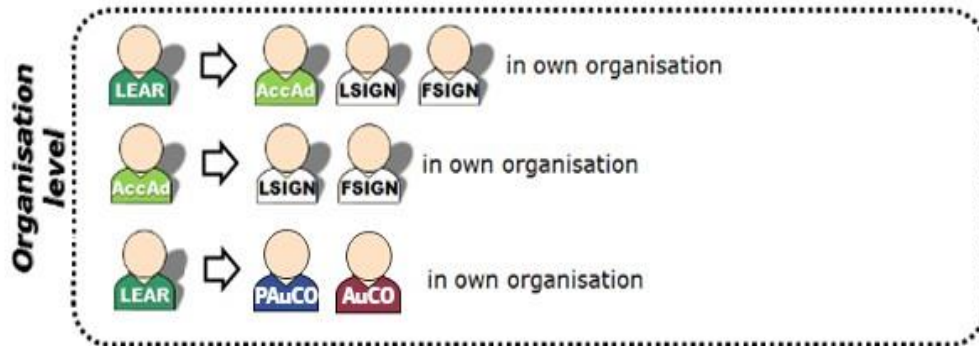 Organisation
level
LEAR AccAd LSIGN FSIGN in own organisation
AccAd LSIGN FSIGN in own organisation
LEAR PAuCO AuCO in own organisation